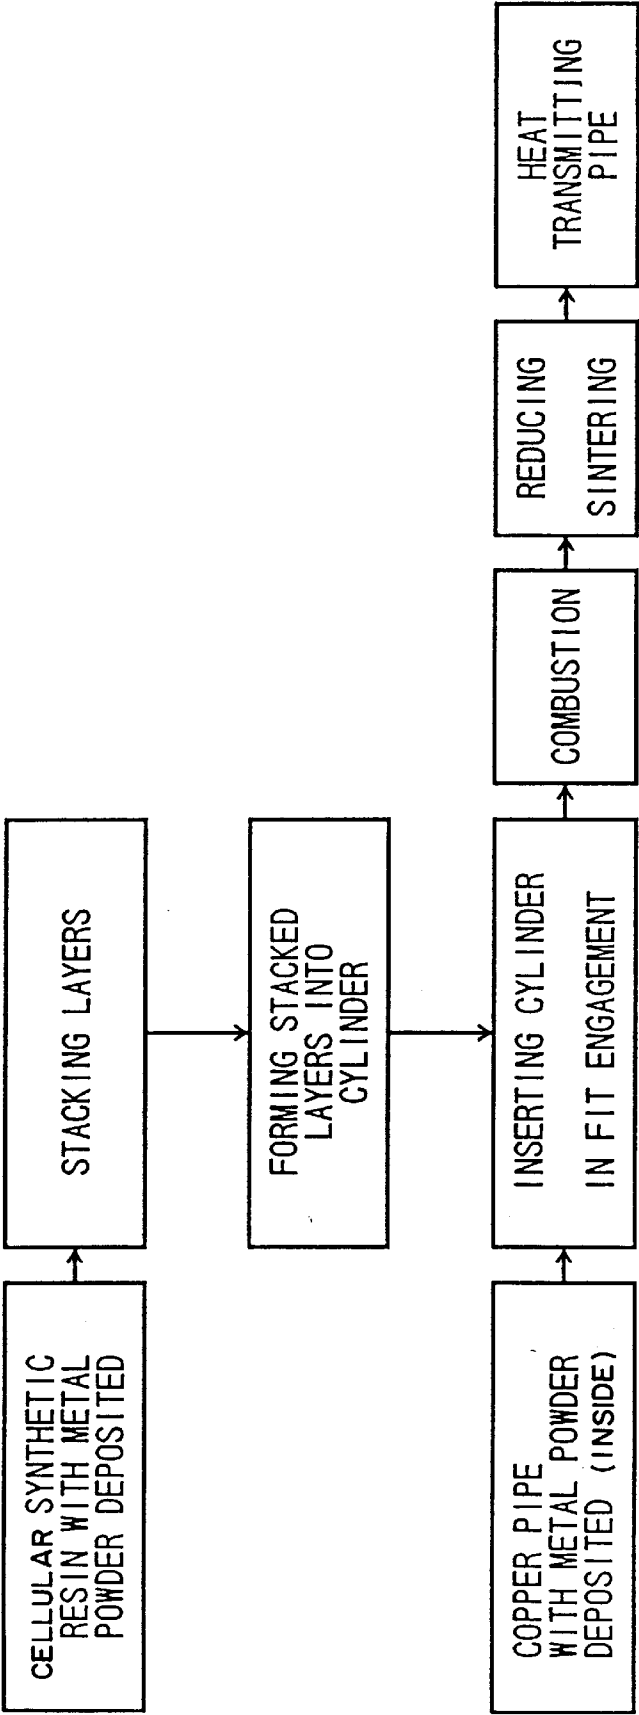 CELLULAR SYNTHETIC
RESIN WITH METAL
POWDER DEPOSITED
STACKING LAYERS
FORMING STACKED
LAYERS INTO
CYLINDER
COPPER PIPE
WITH METAL POWDER
DEPOSITED (INSIDE)
INSERTING CYLINDER
IN FIT ENGAGEMENT
COMBUSTION
REDUCING
SINTERING
HEAT
TRANSMITTING
PIPE